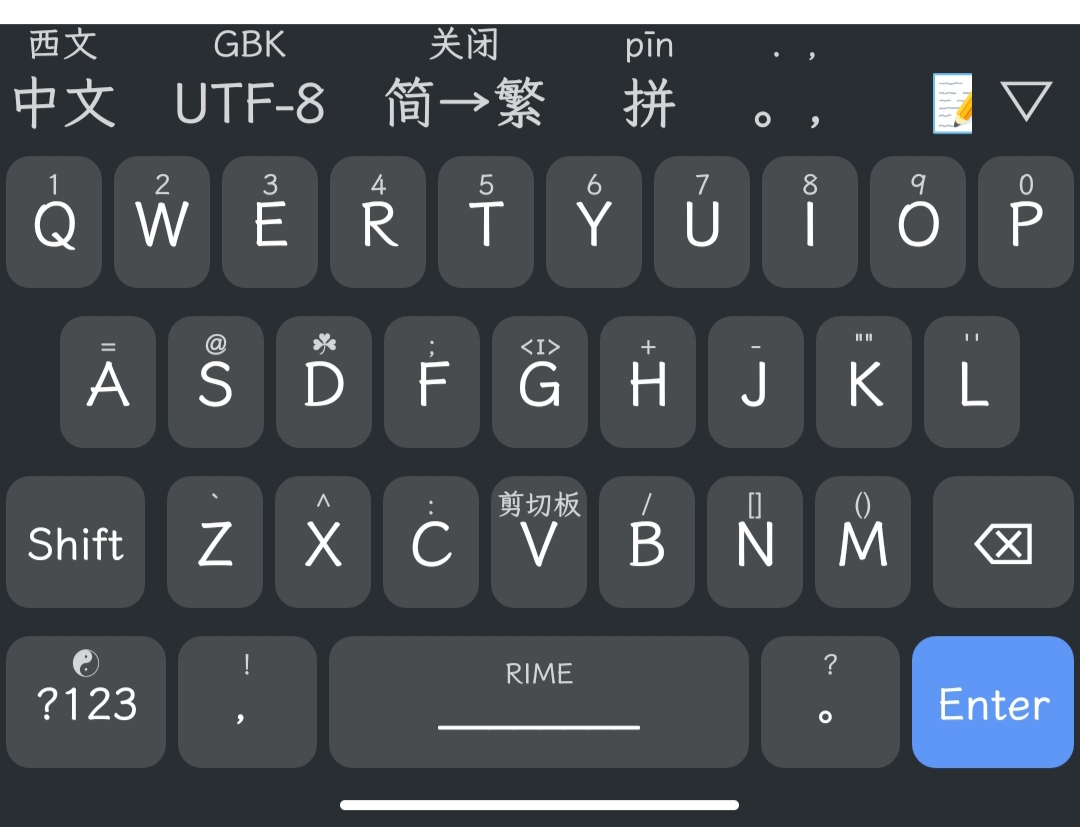 西文 GBK 关闭 pīn . ,
中文 UTF-8 简→繁 拼 。,
1 2 3 4 5 6 7 8 9 0
Q W E R T Y U I O P
= @ ☘ ; <I> + - "" ''
A S D F G H J K L
` ^ : 剪切板 / [] ()
Shift Z X C V B N M
☯ ! RIME ?
?123 , 。 Enter